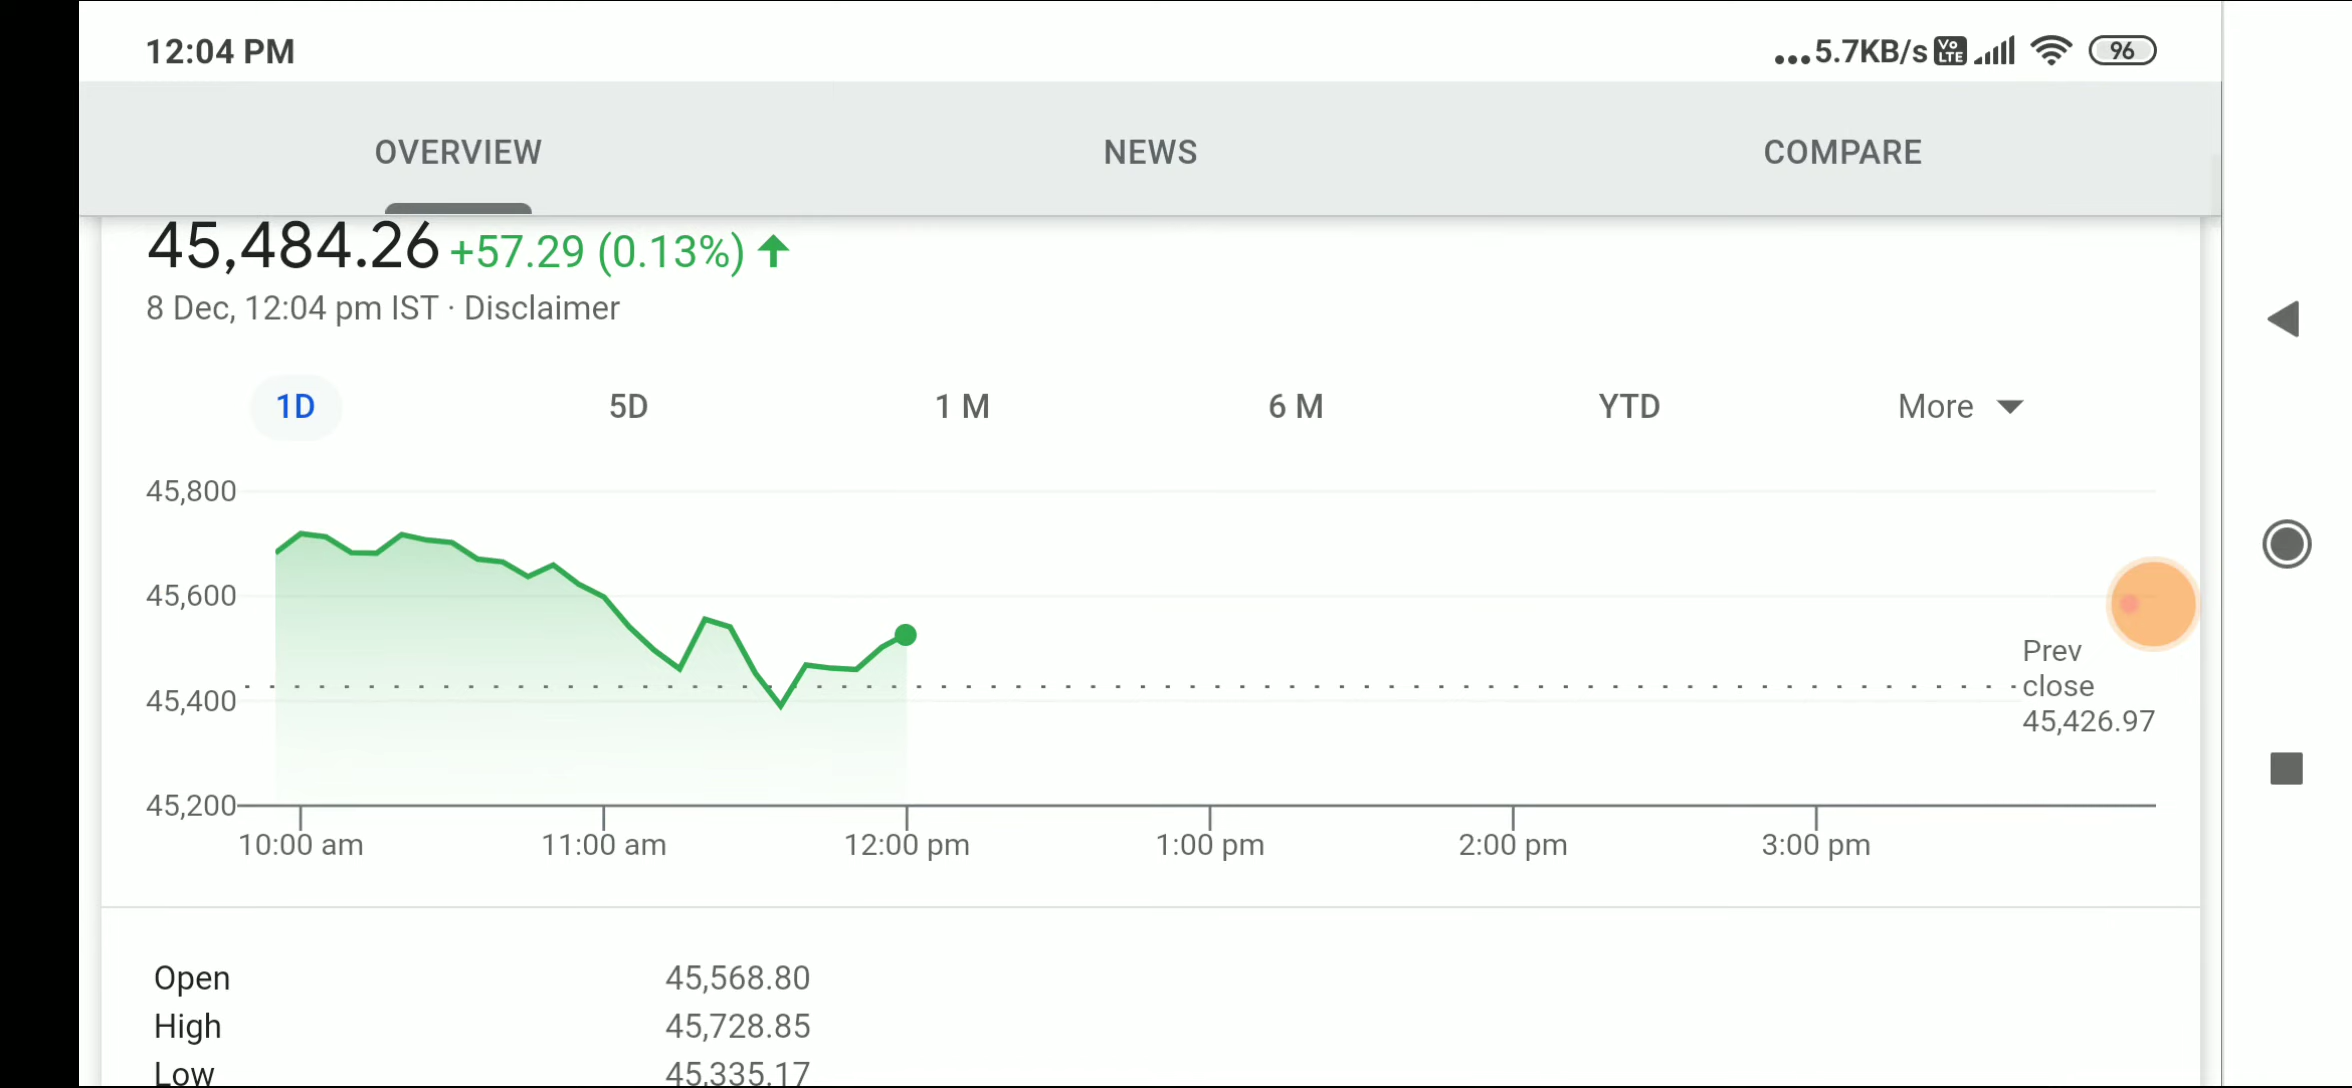 12:04 PM
...5.7KB/s Vo LTE 96
OVERVIEW NEWS COMPARE
45,484.26 +57.29 (0.13%)
8 Dec, 12:04 pm IST · Disclaimer
1D 5D 1 M 6 M YTD More
45,800
45,600
45,400
45,200
Prev
close
45,426.97
10:00 am 11:00 am 12:00 pm 1:00 pm 2:00 pm 3:00 pm
Open 45,568.80
High 45,728.85
Low 45,335.17